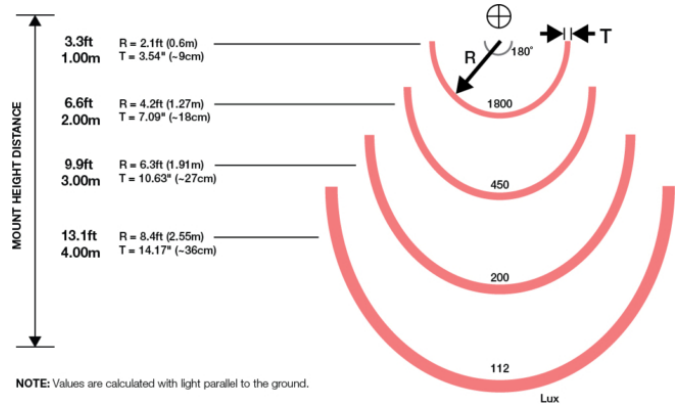 MOUNT HEIGHT DISTANCE
3.3ft R = 2.1ft (0.6m)
1.00m T = 3.54" (~9cm)
6.6ft R = 4.2ft (1.27m)
2.00m T = 7.09" (~18cm)
9.9ft R = 6.3ft (1.91m)
3.00m T = 10.63" (~27cm)
13.1ft R = 8.4ft (2.55m)
4.00m T = 14.17" (~36cm)
R
180°
T
1800
450
200
112
Lux
NOTE: Values are calculated with light parallel to the ground.